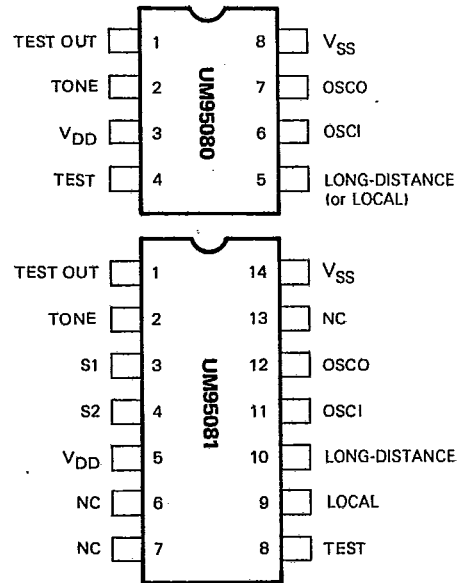 TEST OUT 1 8 VSS
TONE 2 7 OSCO
VDD 3 6 OSCI
TEST 4 5 LONG-DISTANCE
(or LOCAL)
UM95080
TEST OUT 1 14 VSS
TONE 2 13 NC
S1 3 12 OSCO
S2 4 11 OSCI
VDD 5 10 LONG-DISTANCE
NC 6 9 LOCAL
NC 7 8 TEST
UM95081